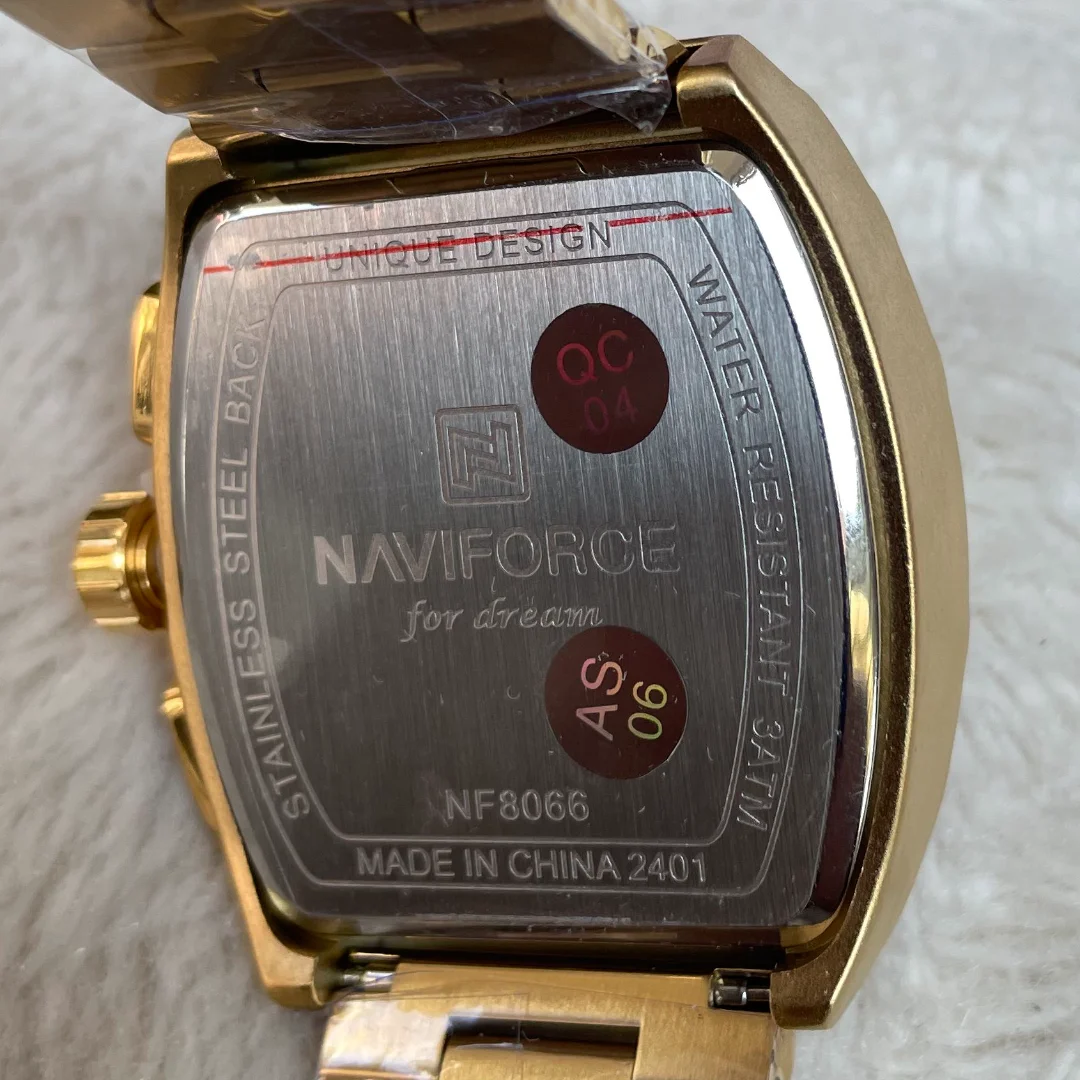 UNIQUE DESIGN
WATER RESISTANT 3ATM
STAINLESS STEEL BACK
QC
04
NAVIFORCE
for dream
AS
06
NF8066
MADE IN CHINA 2401